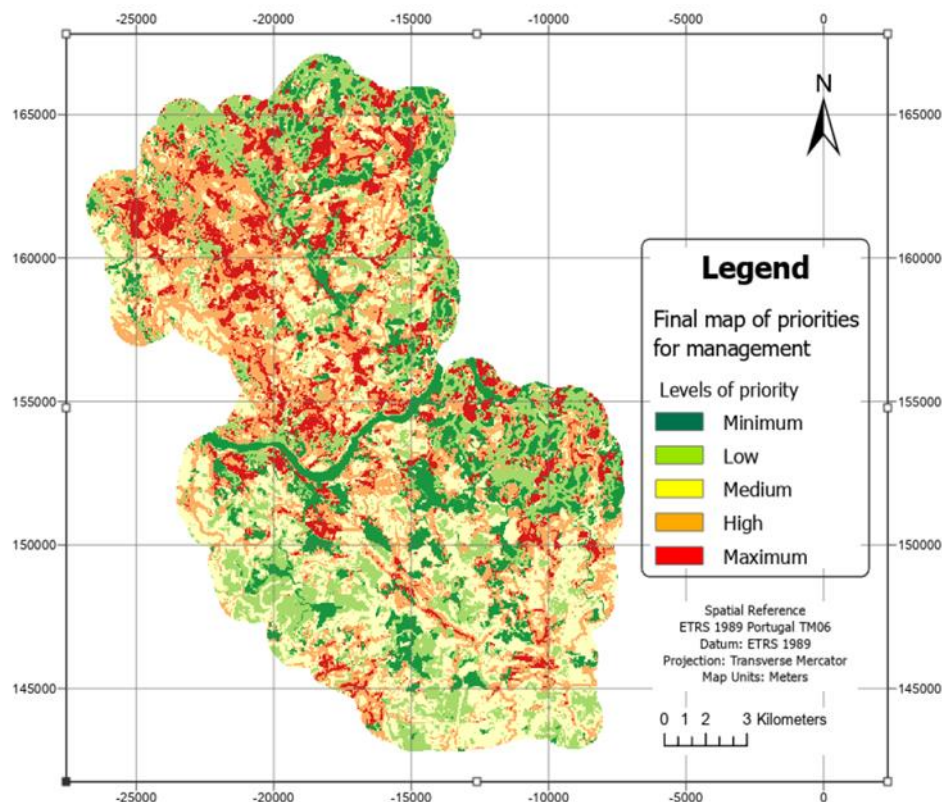 -25000 -20000 -15000 -10000 -5000 0
N
165000 165000
160000 160000
Legend
Final map of priorities
for management
Levels of priority
Minimum
Low
Medium
High
Maximum
155000 155000
150000 150000
Spatial Reference
ETRS 1989 Portugal TM06
Datum: ETRS 1989
Projection: Transverse Mercator
Map Units: Meters
145000 145000
0 1 2 3 Kilometers
-25000 -20000 -15000 -10000 -5000 0